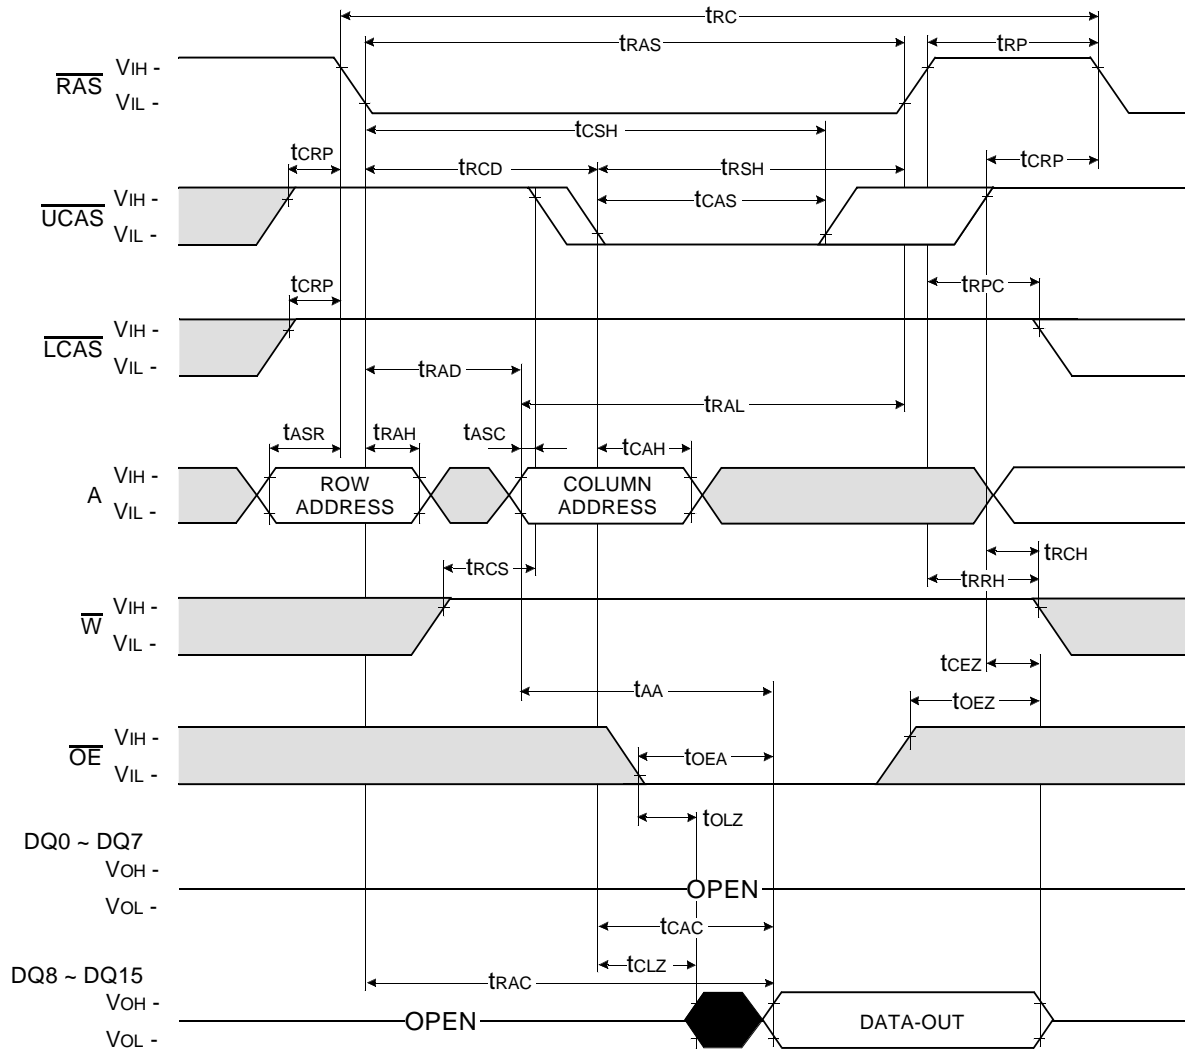 tRC
tRAS
tRP
RAS
VIH -
VIL -
tCSH
tCRP
tRCD
tRSH
tCRP
UCAS
VIH -
VIL -
tCAS
tCRP
tRPC
LCAS
VIH -
VIL -
tRAD
tRAL
tASR
tRAH
tASC
tCAH
A
VIH -
VIL -
ROW
ADDRESS
COLUMN
ADDRESS
tRCS
tRCH
tRRH
W
VIH -
VIL -
tCEZ
tAA
tOEZ
OE
VIH -
VIL -
tOEA
tOLZ
DQ0 ~ DQ7
VOH -
VOL -
OPEN
tCAC
tCLZ
DQ8 ~ DQ15
tRAC
VOH -
VOL -
OPEN
DATA-OUT